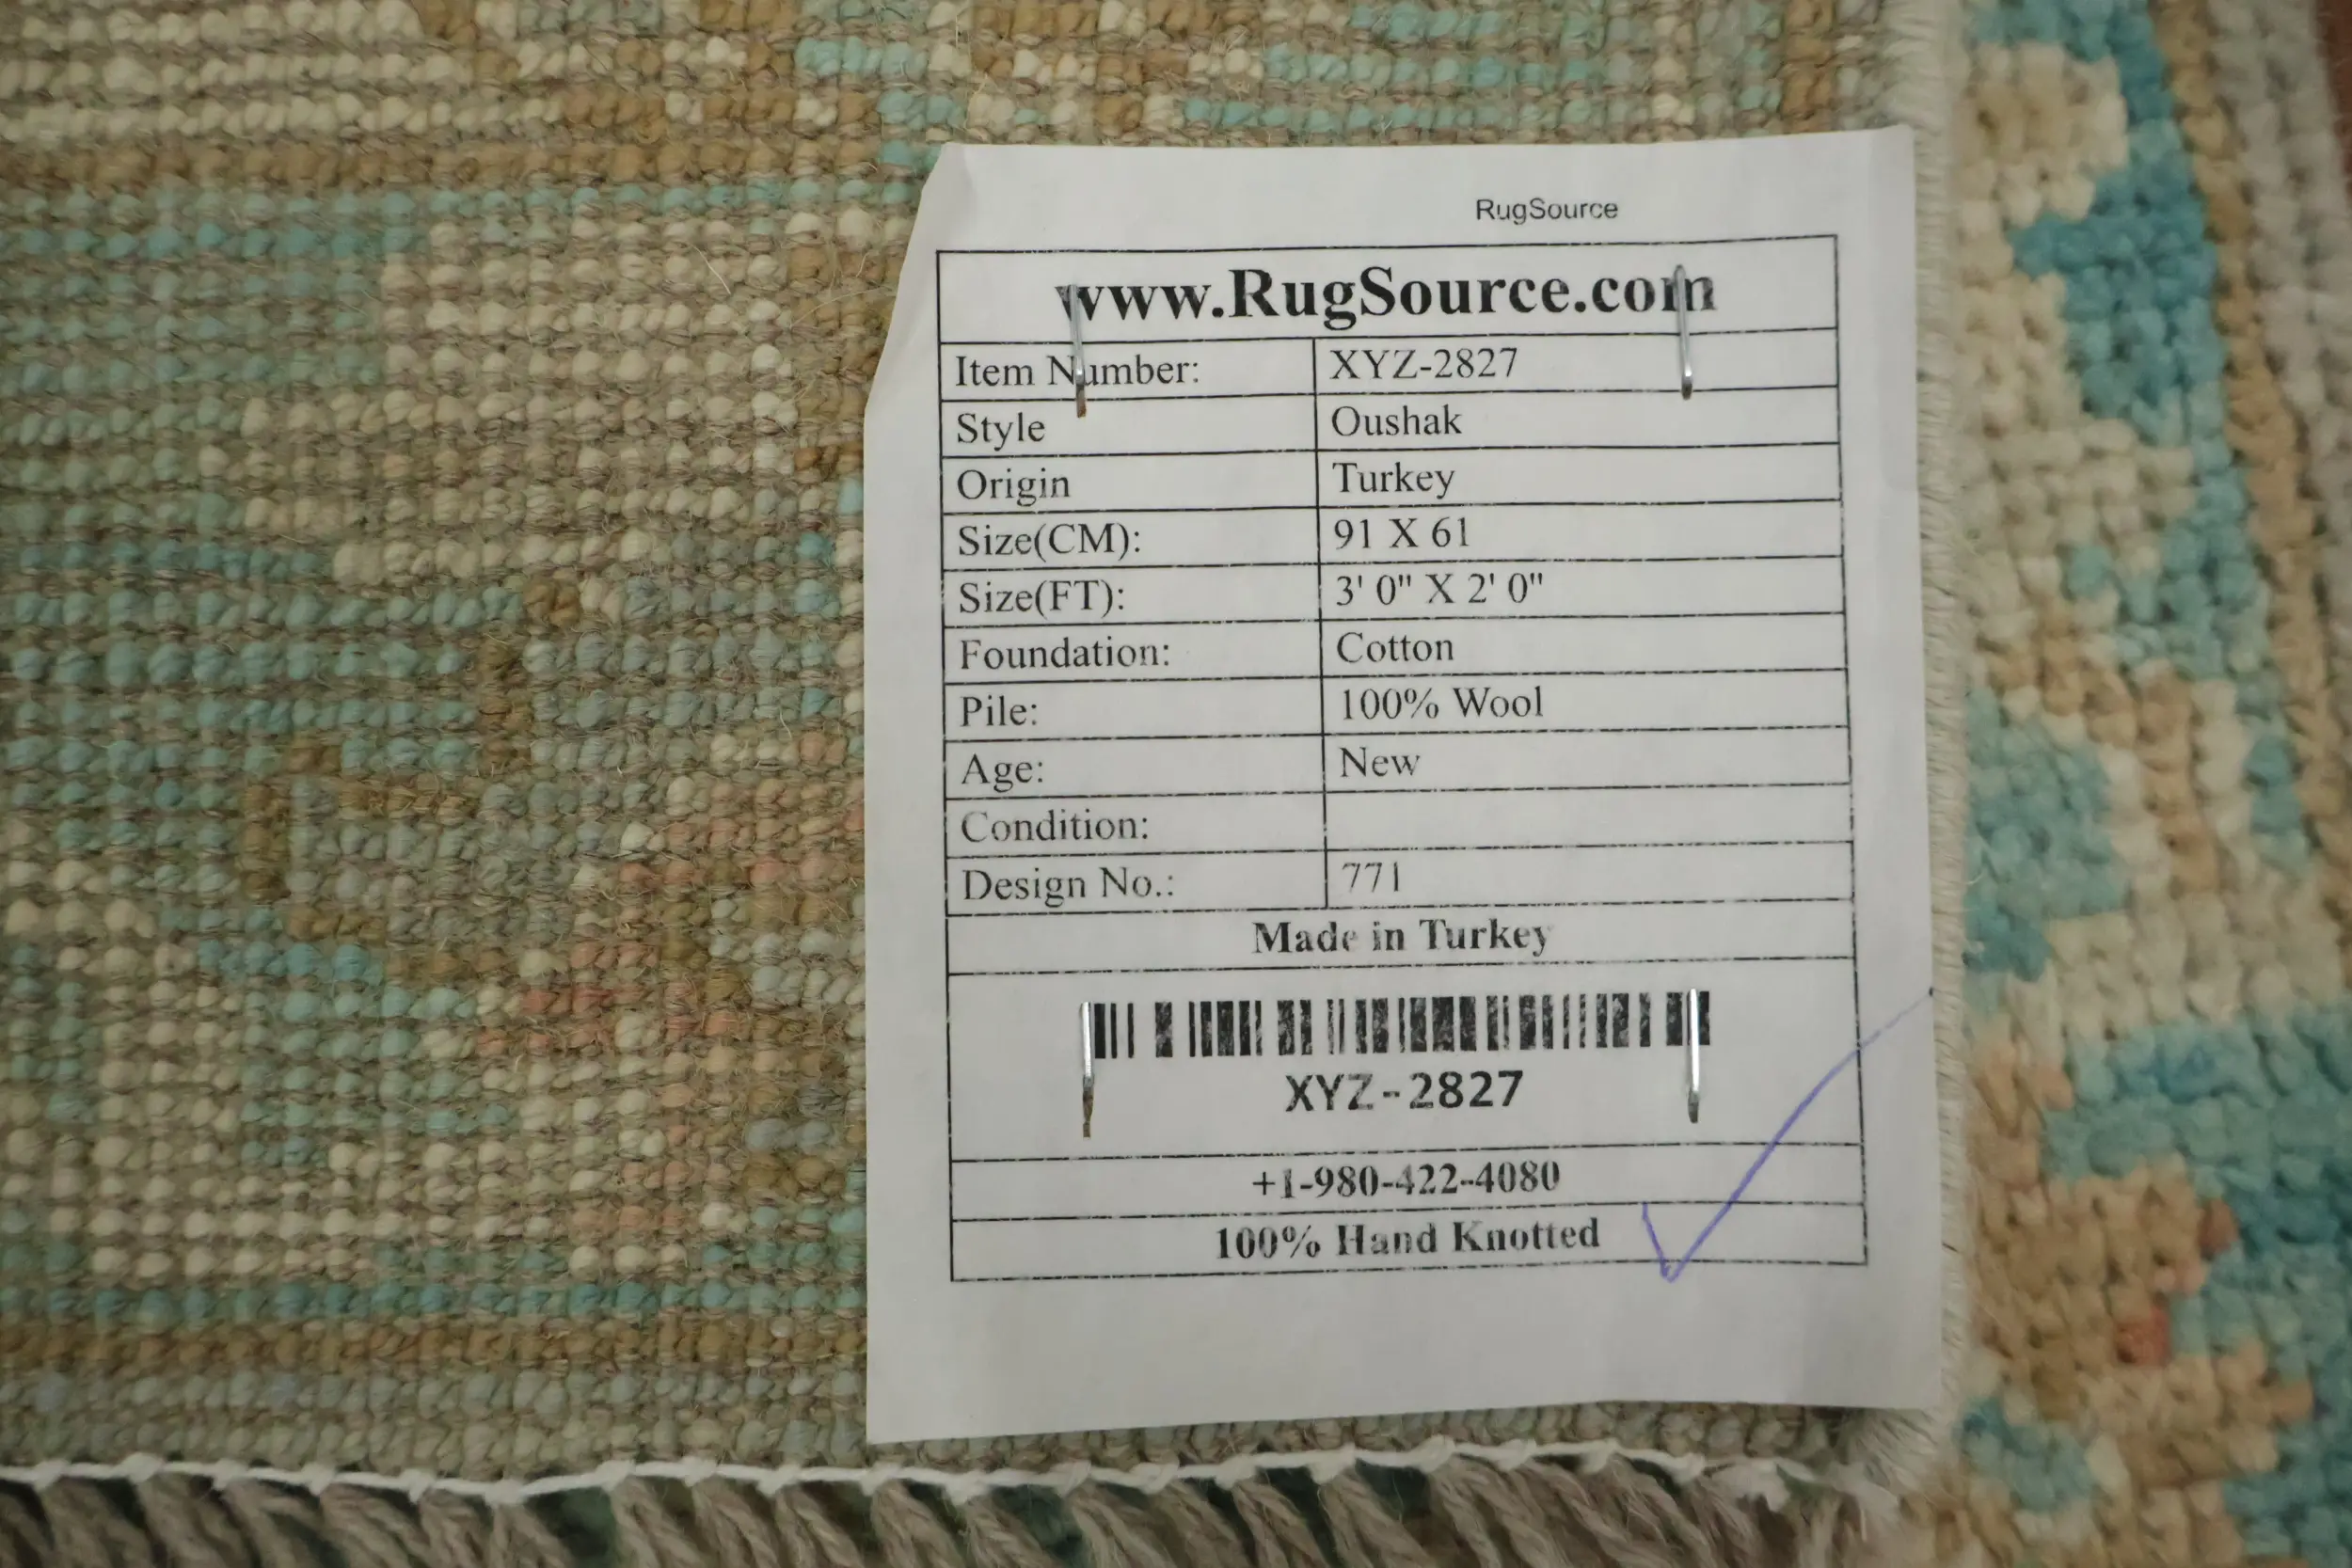 RugSource
www.RugSource.com
Item Number: XYZ-2827
Style Oushak
Origin Turkey
Size(CM): 91 X 61
Size(FT): 3' 0" X 2' 0"
Foundation: Cotton
Pile: 100% Wool
Age: New
Condition:
Design No.: 771
Made in Turkey
XYZ-2827
+1-980-422-4080
100% Hand Knotted